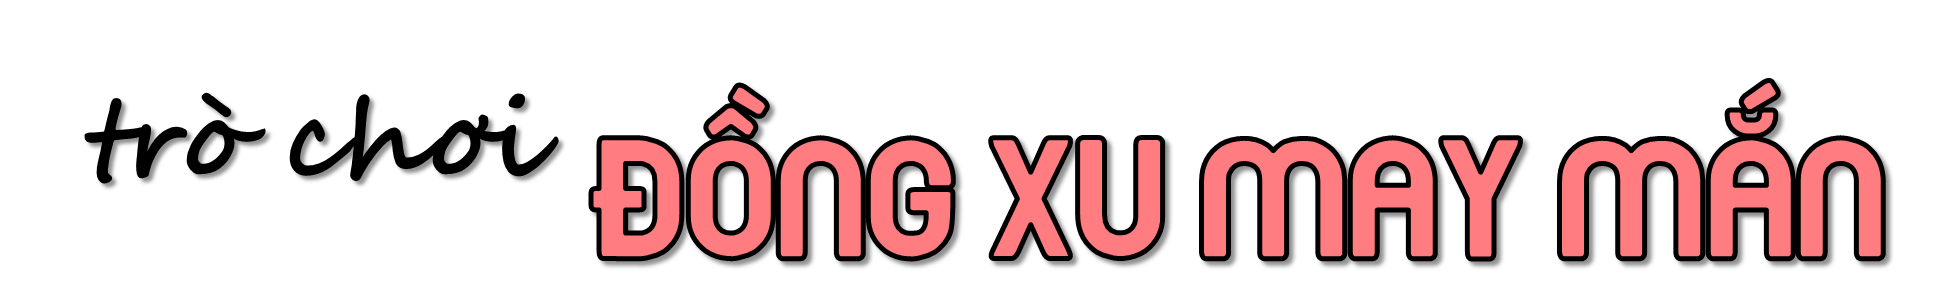 trò chơi ĐỒNG XU MAY MẮN